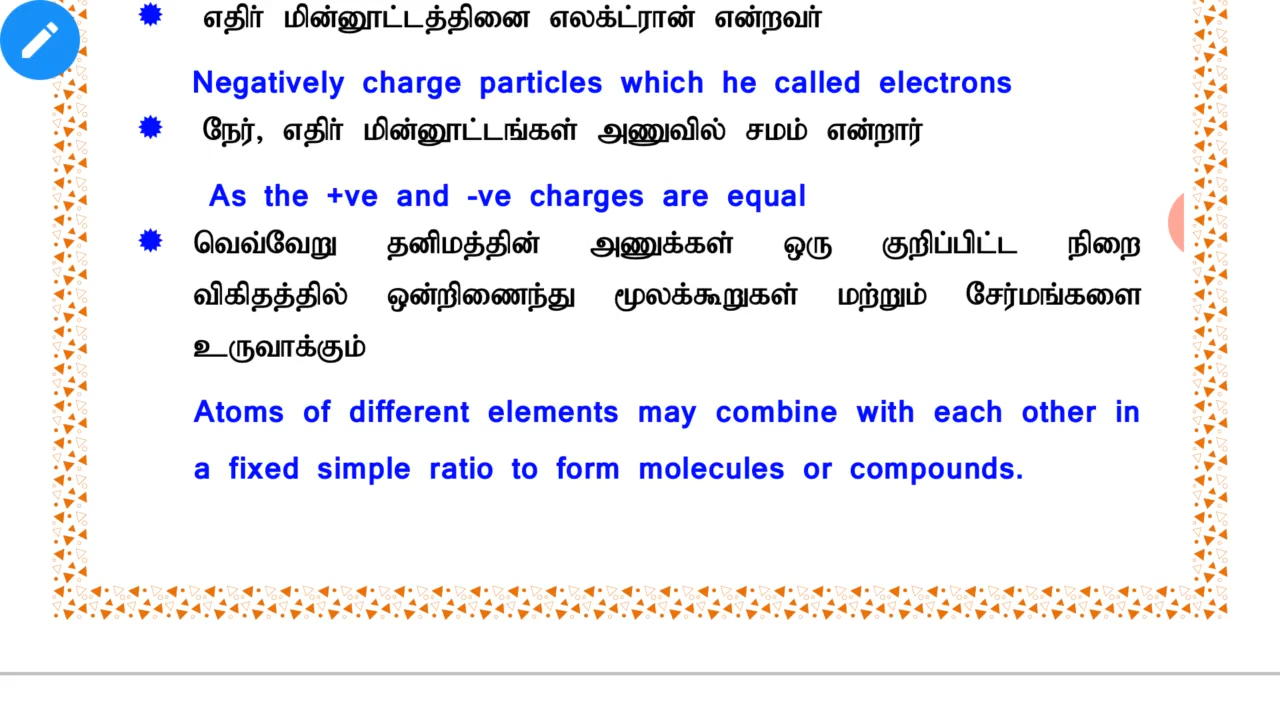 எதிர் மின்னூட்டத்தினை எலக்ட்ரான் என்றவர்
Negatively charge particles which he called electrons
நேர், எதிர் மின்னூட்டங்கள் அணுவில் சமம் என்றார்
As the +ve and -ve charges are equal
வெவ்வேறு தனிமத்தின் அணுக்கள் ஒரு குறிப்பிட்ட நிறை
விகிதத்தில் ஒன்றிணைந்து மூலக்கூறுகள் மற்றும் சேர்மங்களை
உருவாக்கும்
Atoms of different elements may combine with each other in
a fixed simple ratio to form molecules or compounds.